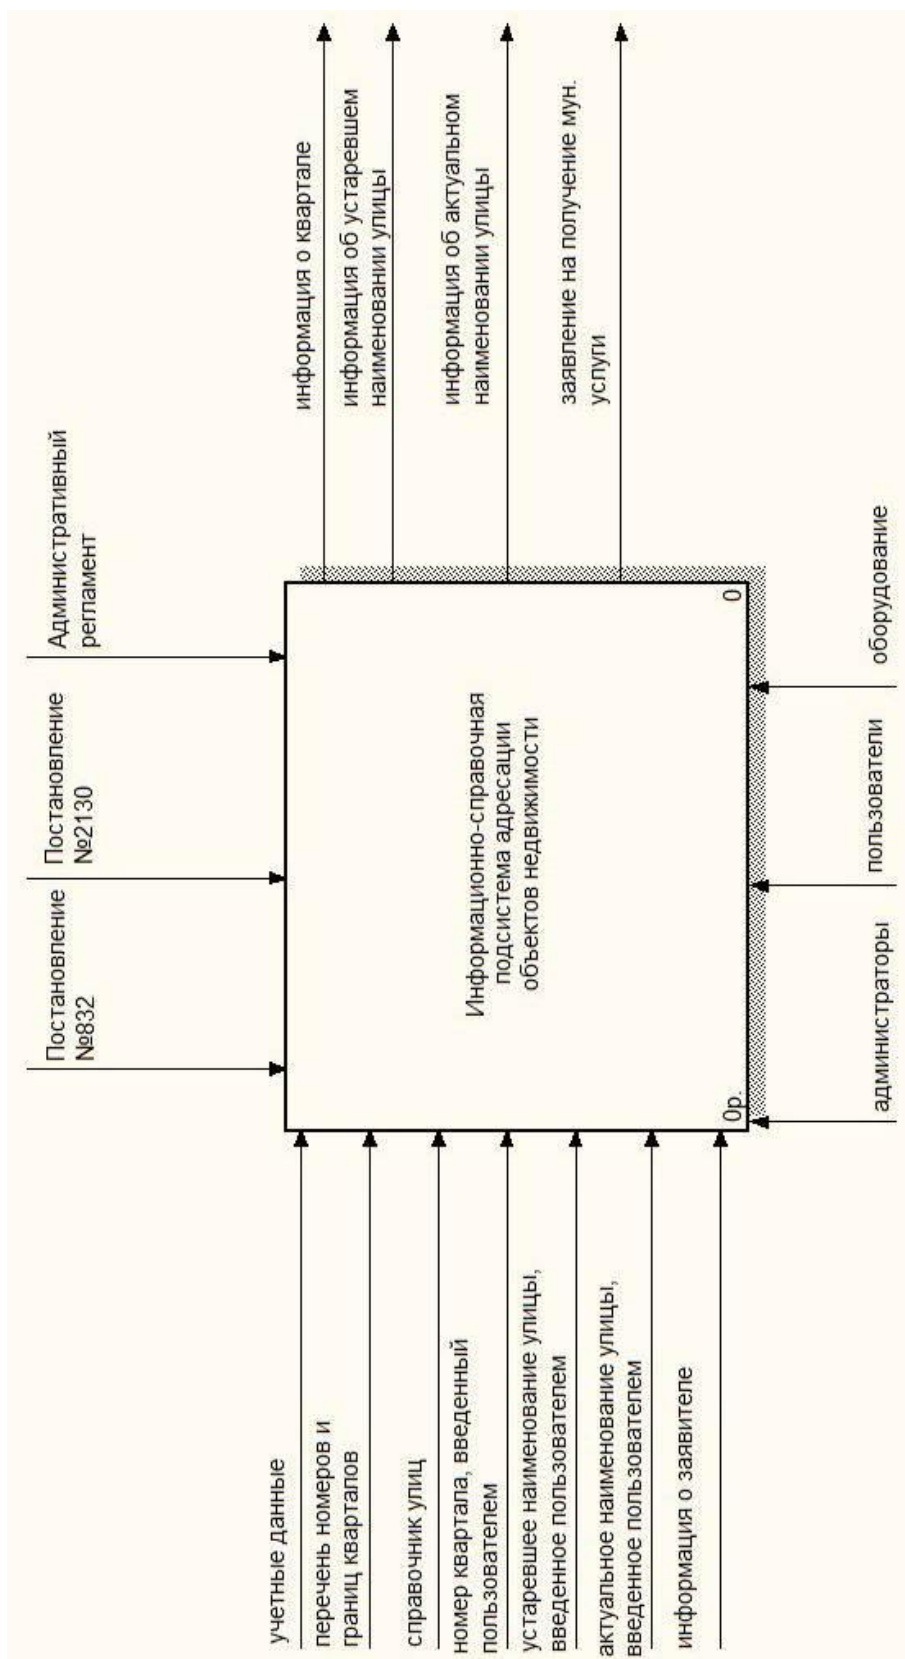 Постановление
№832
Постановление
№2130
Административный
регламент
учетные данные
перечень номеров и
границ кварталов
справочник улиц
номер квартала, введенный
пользователем
устаревшее наименование улицы,
введенное пользователем
актуальное наименование улицы,
введенное пользователем
информация о заявителе
Информационно-справочная
подсистема адресации
объектов недвижимости
0р.
0
информация о квартале
информация об устаревшем
наименовании улицы
информация об актуальном
наименовании улицы
заявление на получение мун.
услуги
администраторы
пользователи
оборудование